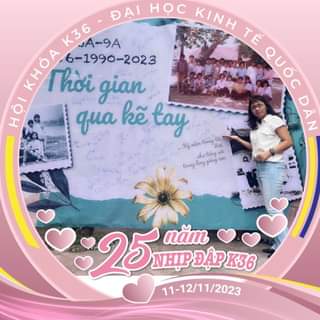 HỘI KHÓA K36 - ĐẠI HỌC KINH TẾ QUỐC DÂN
A-9A
6-1990-2023
Thời gian
qua kẽ tay
25 năm
NHỊP ĐẬP K36
11-12/11/2023